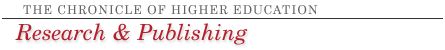 THE CHRONICLE OF HIGHER EDUCATION
Research & Publishing